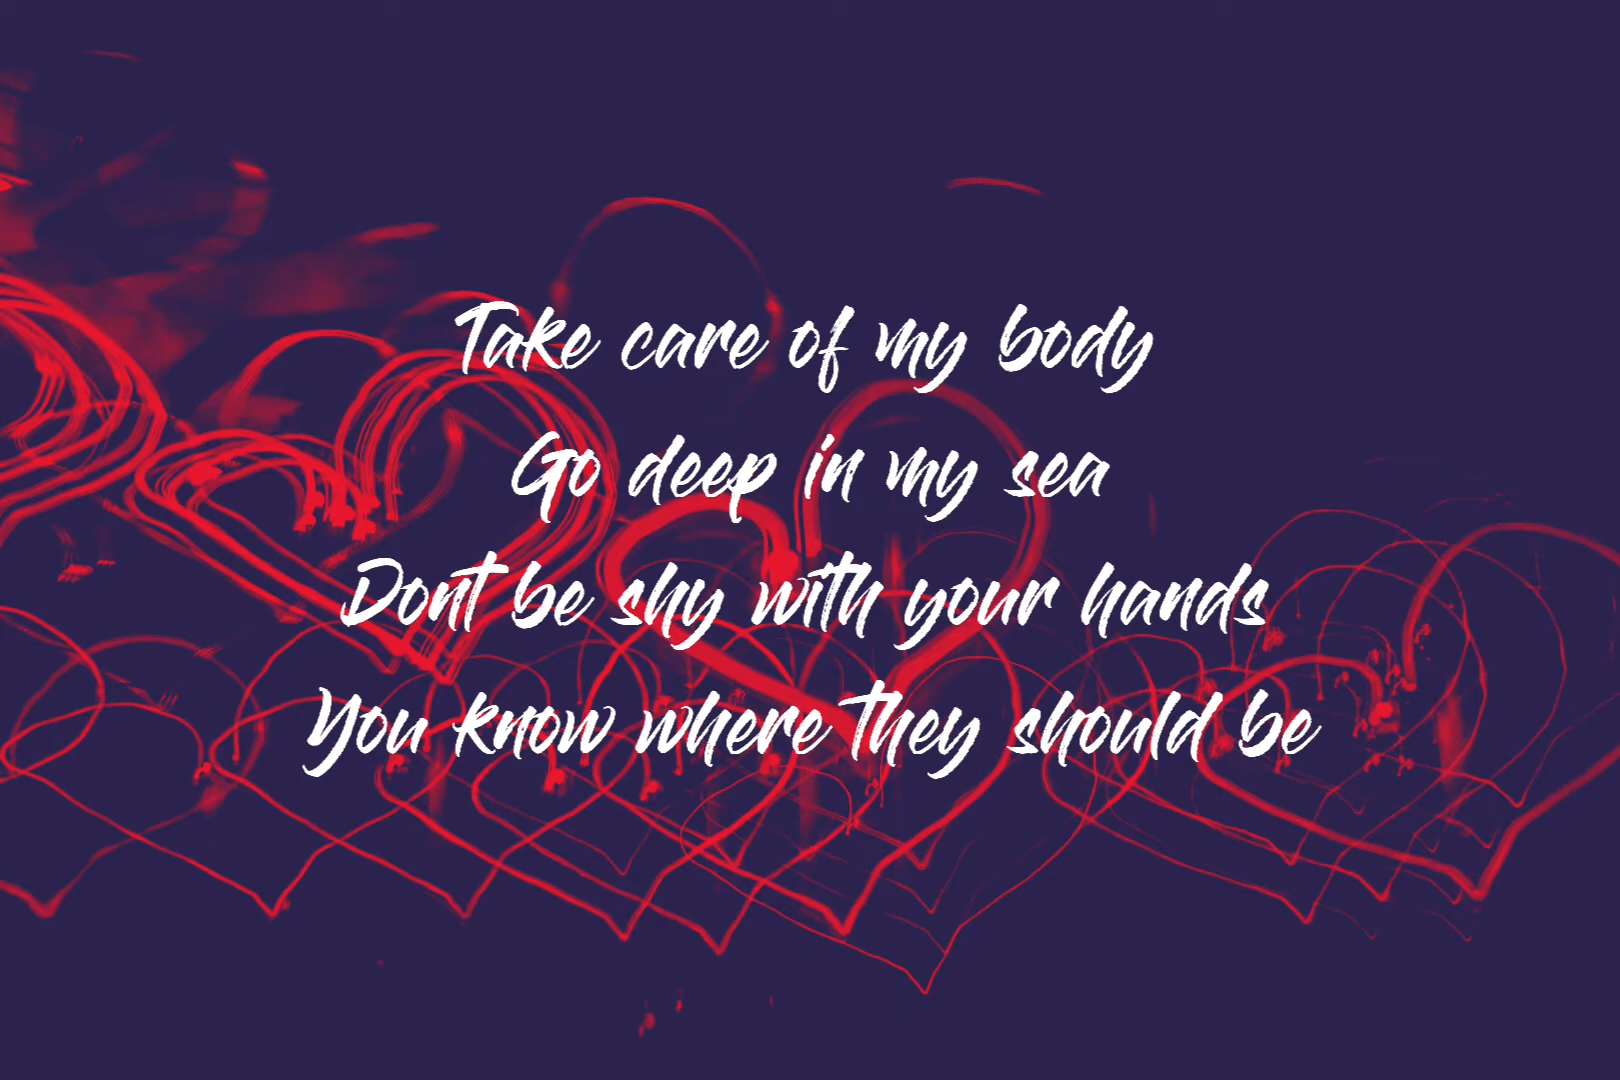 Take care of my body
Go deep in my sea
Dont be shy with your hands
You know where they should be